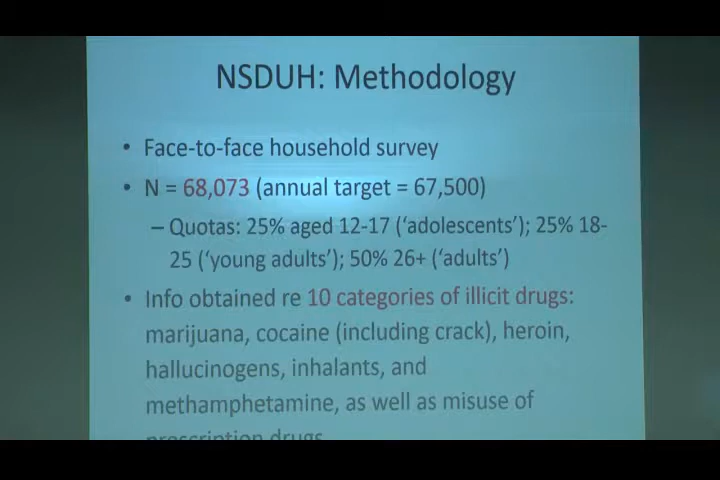 NSDUH: Methodology
• Face-to-face household survey
• N = 68,073 (annual target = 67,500)
– Quotas: 25% aged 12-17 (‘adolescents’); 25% 18-
25 (‘young adults’); 50% 26+ (‘adults’)
• Info obtained re 10 categories of illicit drugs:
marijuana, cocaine (including crack), heroin,
hallucinogens, inhalants, and
methamphetamine, as well as misuse of
prescription drugs